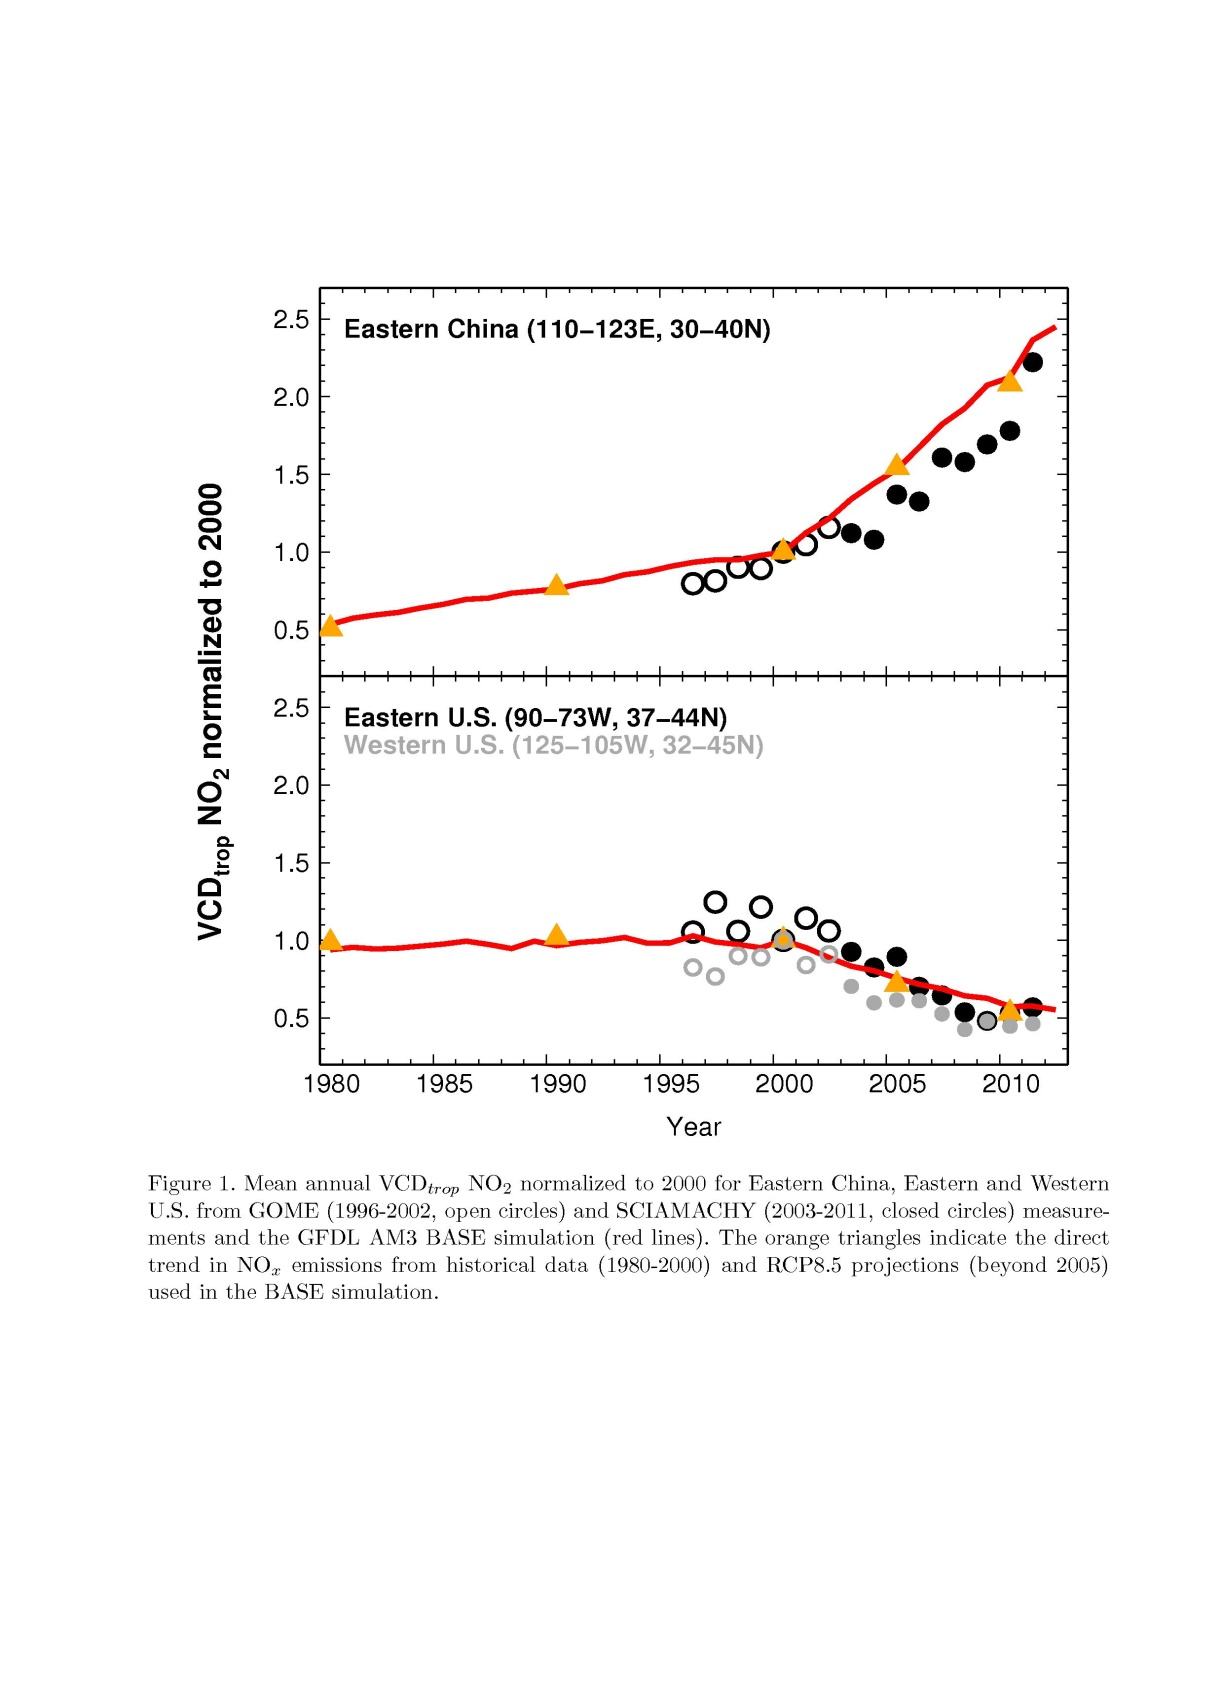 2.5
Eastern China (110−123E, 30−40N)
2.0
1.5
1.0
0.5
VCDtrop NO2 normalized to 2000
2.5
Eastern U.S. (90−73W, 37−44N)
Western U.S. (125−105W, 32−45N)
2.0
1.5
1.0
0.5
1980 1985 1990 1995 2000 2005 2010
Year
Figure 1. Mean annual VCDtrop NO2 normalized to 2000 for Eastern China, Eastern and Western
U.S. from GOME (1996-2002, open circles) and SCIAMACHY (2003-2011, closed circles) measure-
ments and the GFDL AM3 BASE simulation (red lines). The orange triangles indicate the direct
trend in NOx emissions from historical data (1980-2000) and RCP8.5 projections (beyond 2005)
used in the BASE simulation.